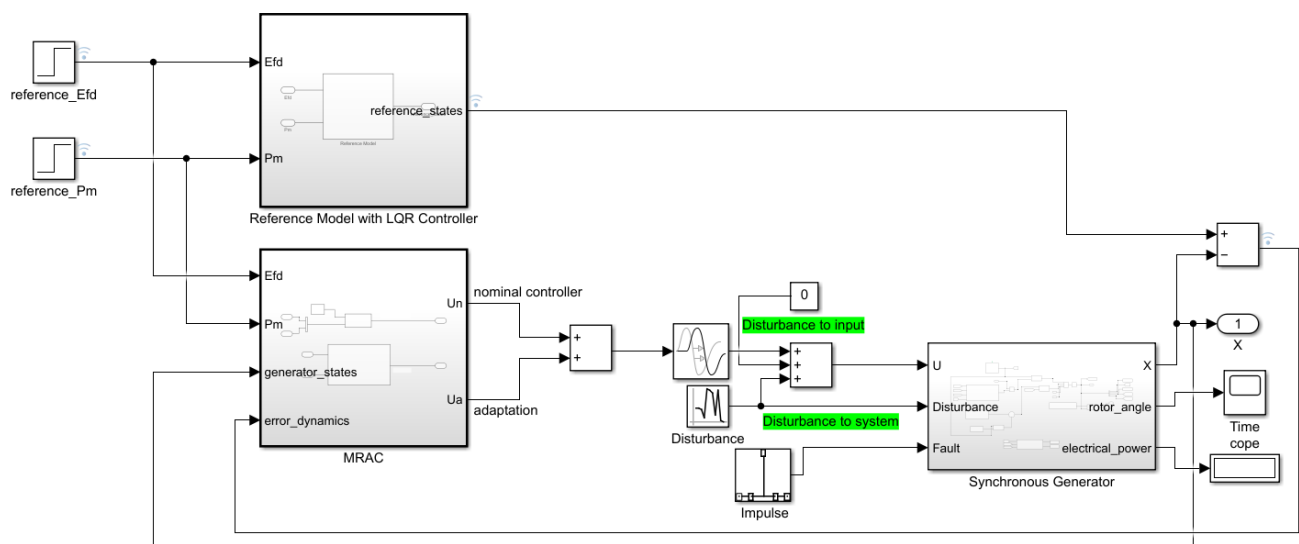 Efd
reference_Efd
reference_states
Reference Model
Pm
reference_Pm
Reference Model with LQR Controller
+
−
Efd
Un
nominal controller
0
Disturbance to input
1
X
Pm
+
+
+
+
+
generator_states
U
X
Ua
adaptation
Disturbance
rotor_angle
error_dynamics
Disturbance
Disturbance to system
Time
cope
Fault
electrical_power
MRAC
Synchronous Generator
Impulse